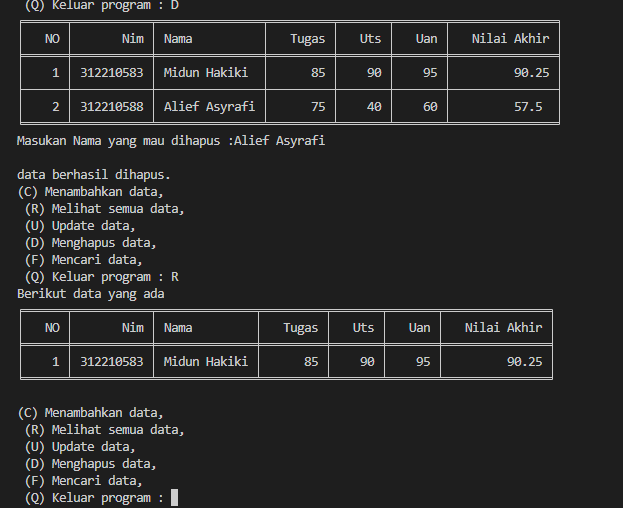 (Q) Keluar program : D
NO Nim Nama Tugas Uts Uan Nilai Akhir
1 312210583 Midun Hakiki 85 90 95 90.25
2 312210588 Alief Asyrafi 75 40 60 57.5
Masukan Nama yang mau dihapus :Alief Asyrafi
data berhasil dihapus.
(C) Menambahkan data,
(R) Melihat semua data,
(U) Update data,
(D) Menghapus data,
(F) Mencari data,
(Q) Keluar program : R
Berikut data yang ada
NO Nim Nama Tugas Uts Uan Nilai Akhir
1 312210583 Midun Hakiki 85 90 95 90.25
(C) Menambahkan data,
(R) Melihat semua data,
(U) Update data,
(D) Menghapus data,
(F) Mencari data,
(Q) Keluar program :